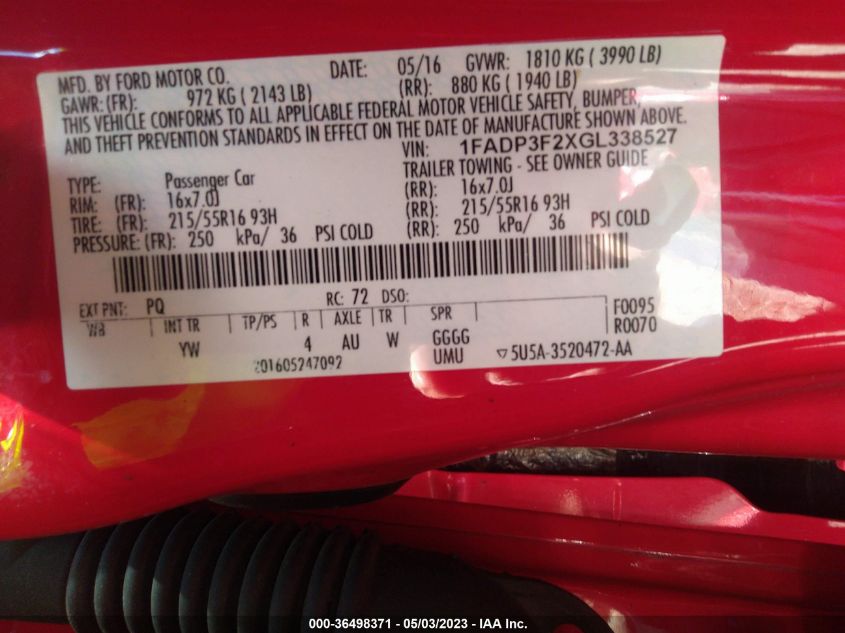 MFD. BY FORD MOTOR CO. DATE: 05/16 GVWR: 1810 KG ( 3990 LB)
GAWR: (FR): 972 KG ( 2143 LB) (RR): 880 KG ( 1940 LB)
THIS VEHICLE CONFORMS TO ALL APPLICABLE FEDERAL MOTOR VEHICLE SAFETY, BUMPER,
AND THEFT PREVENTION STANDARDS IN EFFECT ON THE DATE OF MANUFACTURE SHOWN ABOVE.
VIN: 1FADP3F2XGL338527
TYPE: Passenger Car TRAILER TOWING - SEE OWNER GUIDE
RIM: (FR): 16x7.0J (RR): 16x7.0J
TIRE: (FR): 215/55R16 93H (RR): 215/55R16 93H
PRESSURE: (FR): 250 kPa/ 36 PSI COLD (RR): 250 kPa/ 36 PSI COLD
EXT PNT: PQ RC: 72 DSO: F0095
WB INT TR TP/PS R AXLE TR SPR R0070
YW 4 AU W GGGG
UMU ▽5U5A-3520472-AA
201605247092
000-36498371 - 05/03/2023 - IAA Inc.